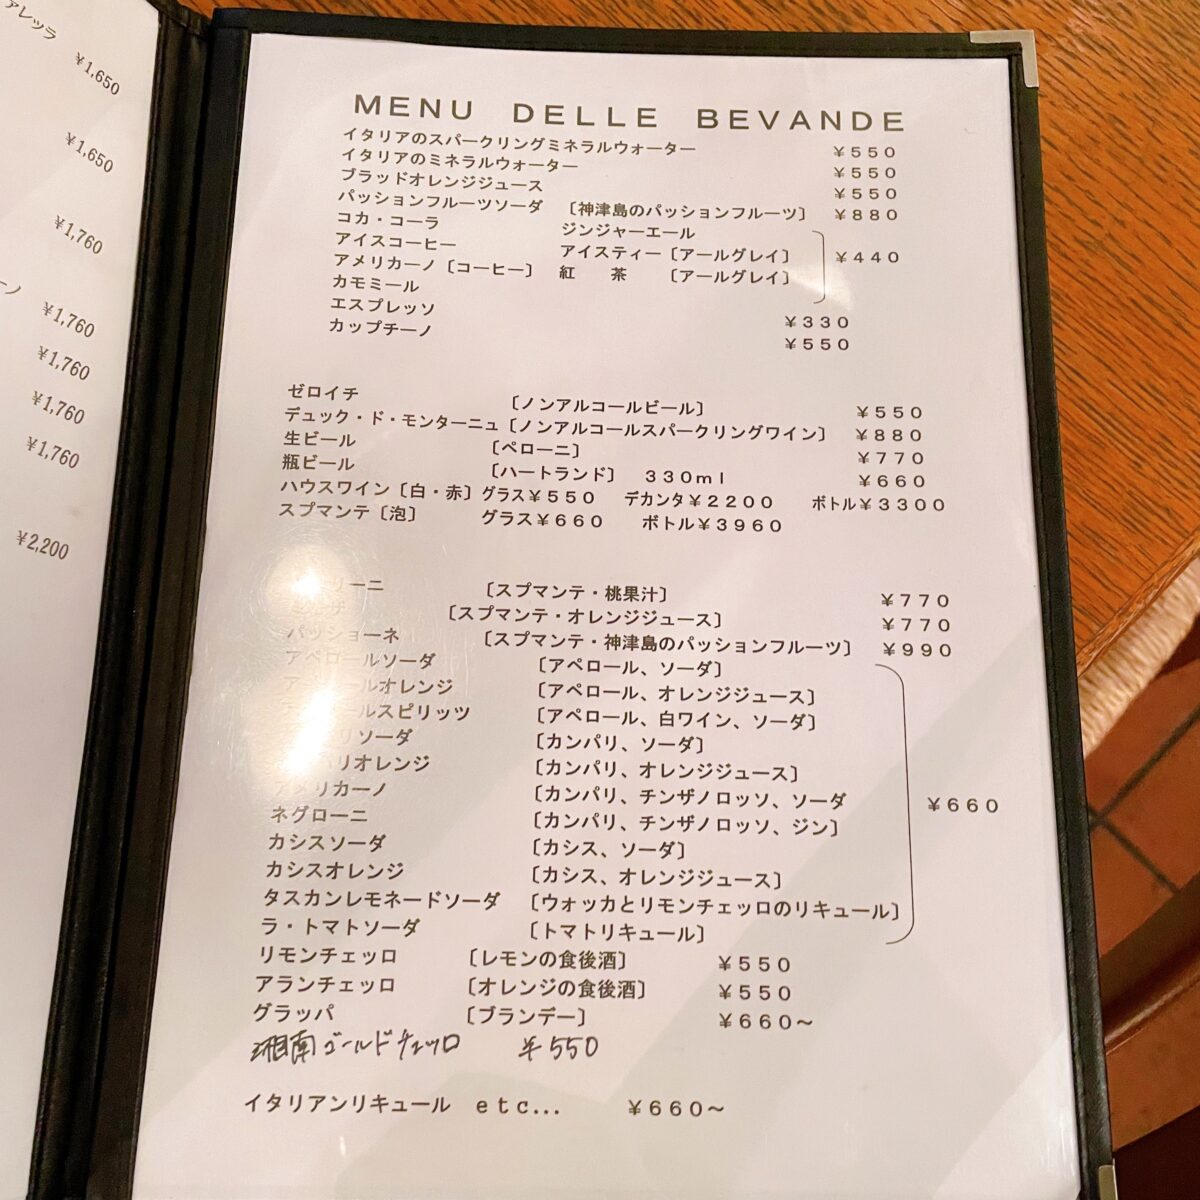 ァレッラ
¥1,650
¥1,650
¥1,760
ーノ ¥1,760
¥1,760
¥1,760
¥1,760
¥2,200
MENU DELLE BEVANDE
イタリアのスパークリングミネラルウォーター ¥550
イタリアのミネラルウォーター ¥550
ブラッドオレンジジュース ¥550
パッションフルーツソーダ 〔神津島のパッションフルーツ〕 ¥880
コカ・コーラ ジンジャーエール
アイスコーヒー アイスティー〔アールグレイ〕 ¥440
アメリカーノ〔コーヒー〕 紅 茶 〔アールグレイ〕
カモミール
エスプレッソ ¥330
カップチーノ ¥550
ゼロイチ 〔ノンアルコールビール〕 ¥550
デュック・ド・モンターニュ〔ノンアルコールスパークリングワイン〕 ¥880
生ビール 〔ペローニ〕 ¥770
瓶ビール 〔ハートランド〕 330ml ¥660
ハウスワイン〔白・赤〕グラス¥550 デカンタ¥2200 ボトル¥3300
スプマンテ〔泡〕 グラス¥660 ボトル¥3960
リーニ 〔スプマンテ・桃果汁〕 ¥770
ミモザ 〔スプマンテ・オレンジジュース〕 ¥770
パッショーネ 〔スプマンテ・神津島のパッションフルーツ〕 ¥990
アペロールソーダ 〔アペロール、ソーダ〕
アペロールオレンジ 〔アペロール、オレンジジュース〕
ールスピリッツ 〔アペロール、白ワイン、ソーダ〕
リソーダ 〔カンパリ、ソーダ〕
カンパリオレンジ 〔カンパリ、オレンジジュース〕
アメリカーノ 〔カンパリ、チンザノロッソ、ソーダ ¥660
ネグローニ 〔カンパリ、チンザノロッソ、ジン〕
カシスソーダ 〔カシス、ソーダ〕
カシスオレンジ 〔カシス、オレンジジュース〕
タスカンレモネードソーダ 〔ウォッカとリモンチェッロのリキュール〕
ラ・トマトソーダ 〔トマトリキュール〕
リモンチェッロ 〔レモンの食後酒〕 ¥550
アランチェッロ 〔オレンジの食後酒〕 ¥550
グラッパ 〔ブランデー〕 ¥660〜
湘南ゴールドチェッロ ¥550
イタリアンリキュール etc... ¥660〜